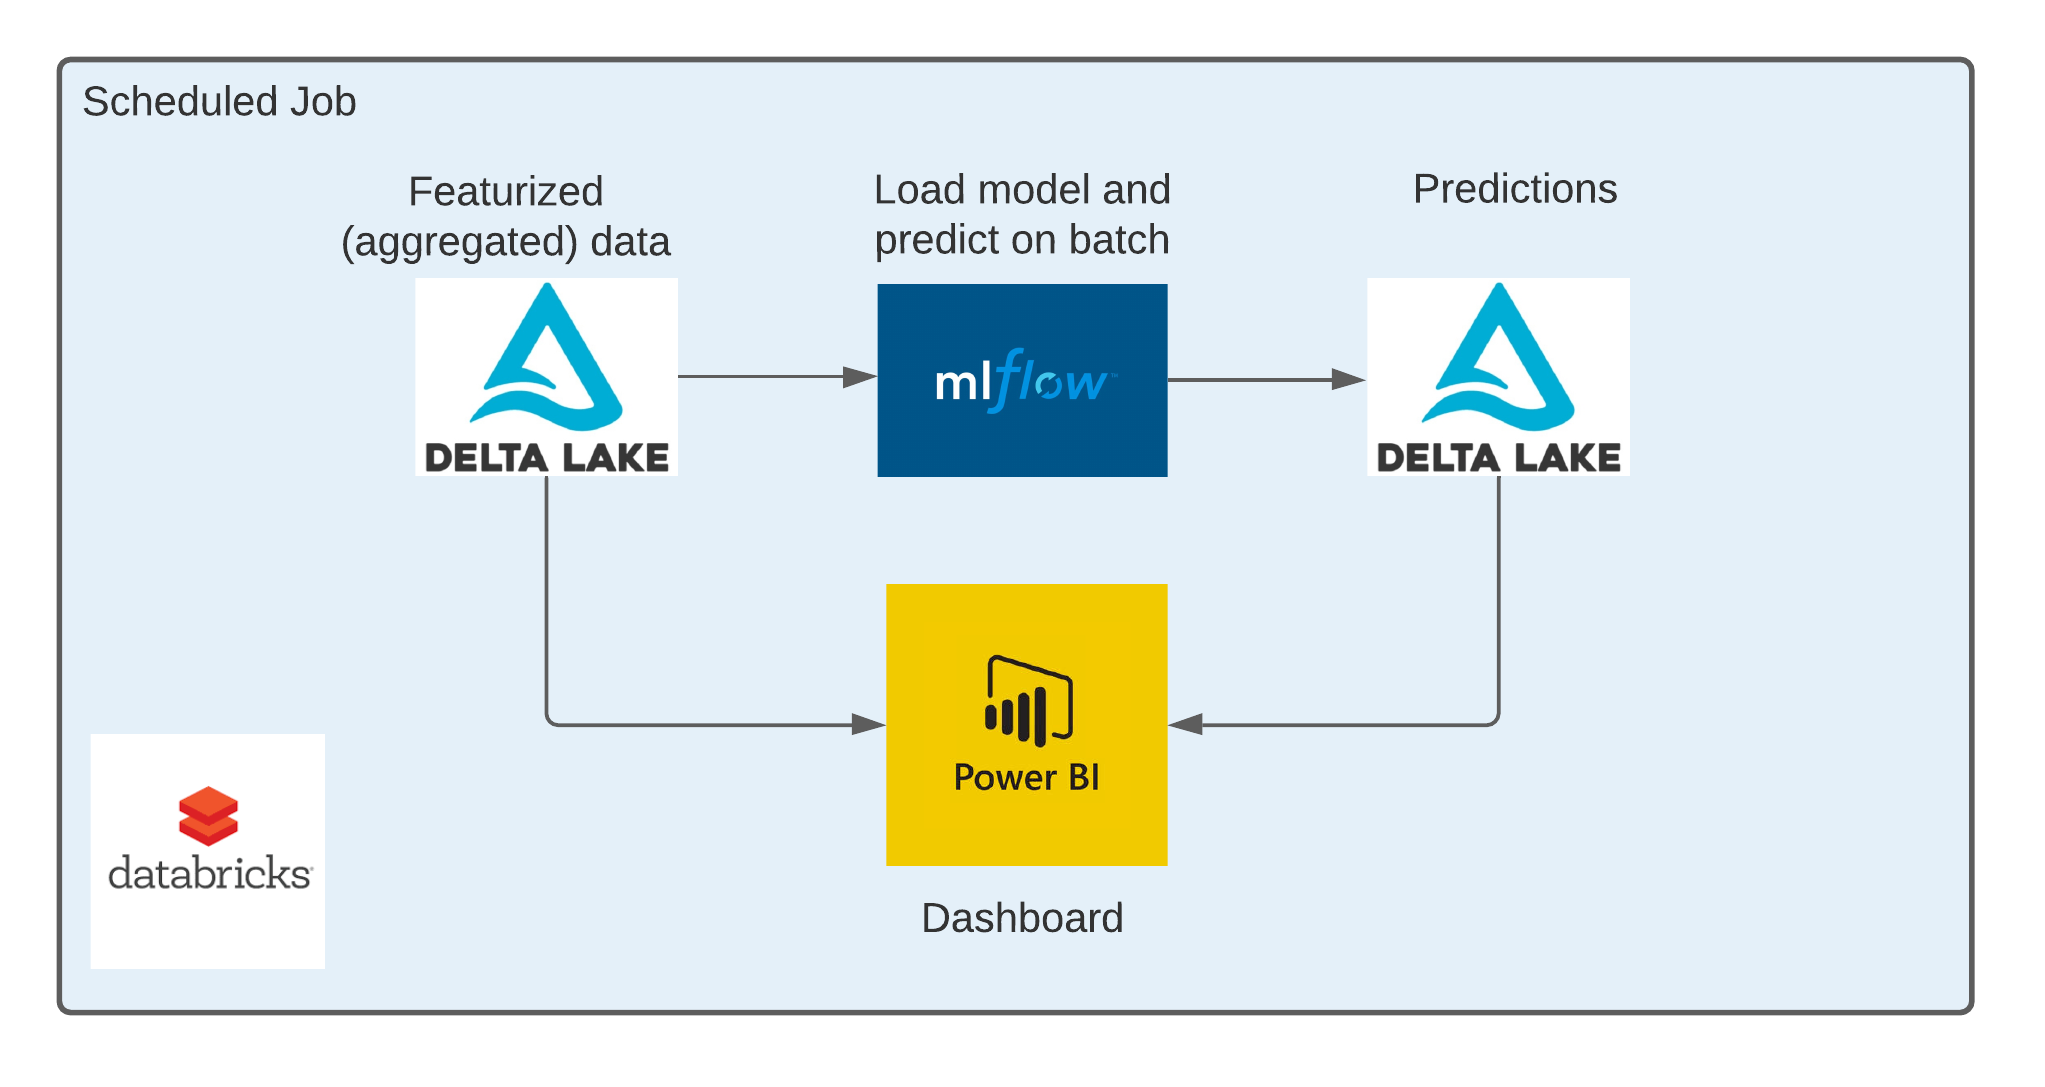 Scheduled Job
Featurized
(aggregated) data
Load model and
predict on batch
Predictions
DELTA LAKE
mlflow™
DELTA LAKE
Power BI
databricks
Dashboard